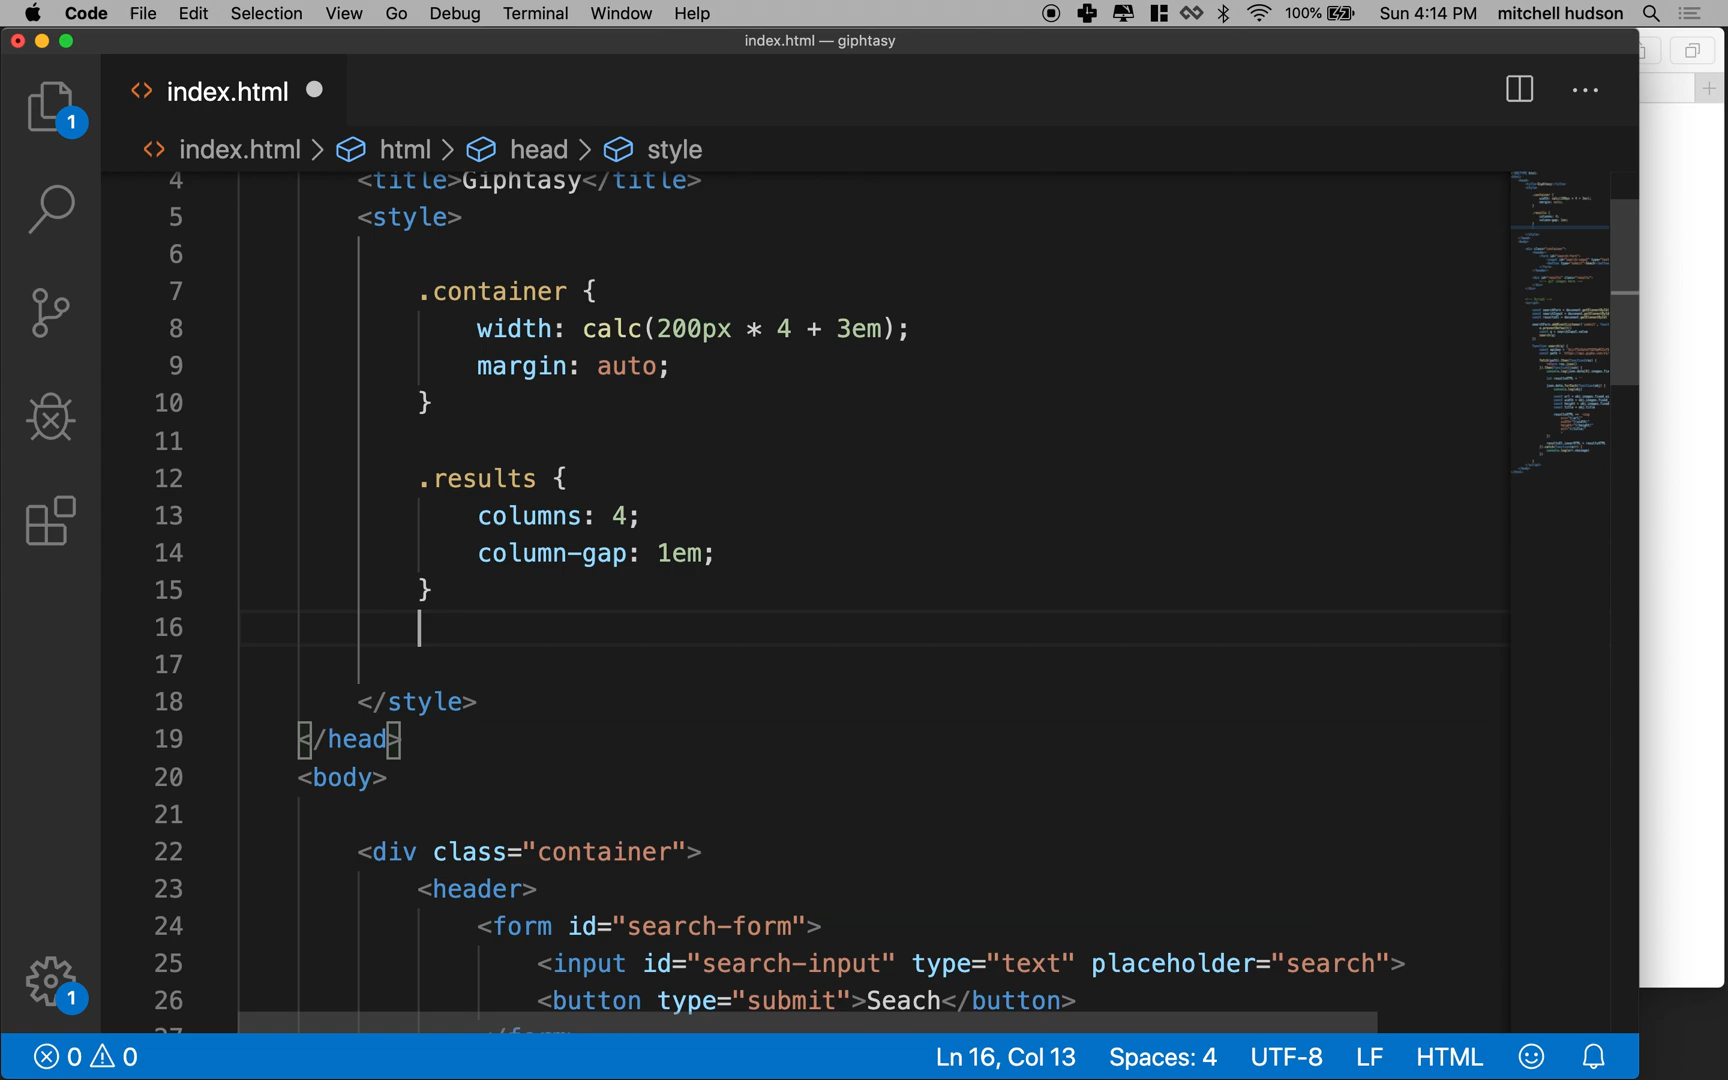 Code File Edit Selection View Go Debug Terminal Window Help 100% Sun 4:14 PM mitchell hudson
index.html — giphtasy
<> index.html
1
<> index.html > html > head > style
4 <title>Giphtasy</title>
5 <style>
6
7 .container {
8 width: calc(200px * 4 + 3em);
9 margin: auto;
10 }
11
12 .results {
13 columns: 4;
14 column-gap: 1em;
15 }
16
17
18 </style>
19 </head>
20 <body>
21
22 <div class="container">
23 <header>
24 <form id="search-form">
25 <input id="search-input" type="text" placeholder="search">
26 <button type="submit">Seach</button>
27 </form>
1
0 0 Ln 16, Col 13 Spaces: 4 UTF-8 LF HTML